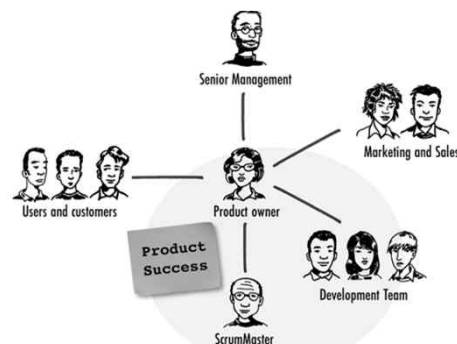 Senior Management
Marketing and Sales
Users and customers
Product owner
Product
Success
Development Team
ScrumMaster